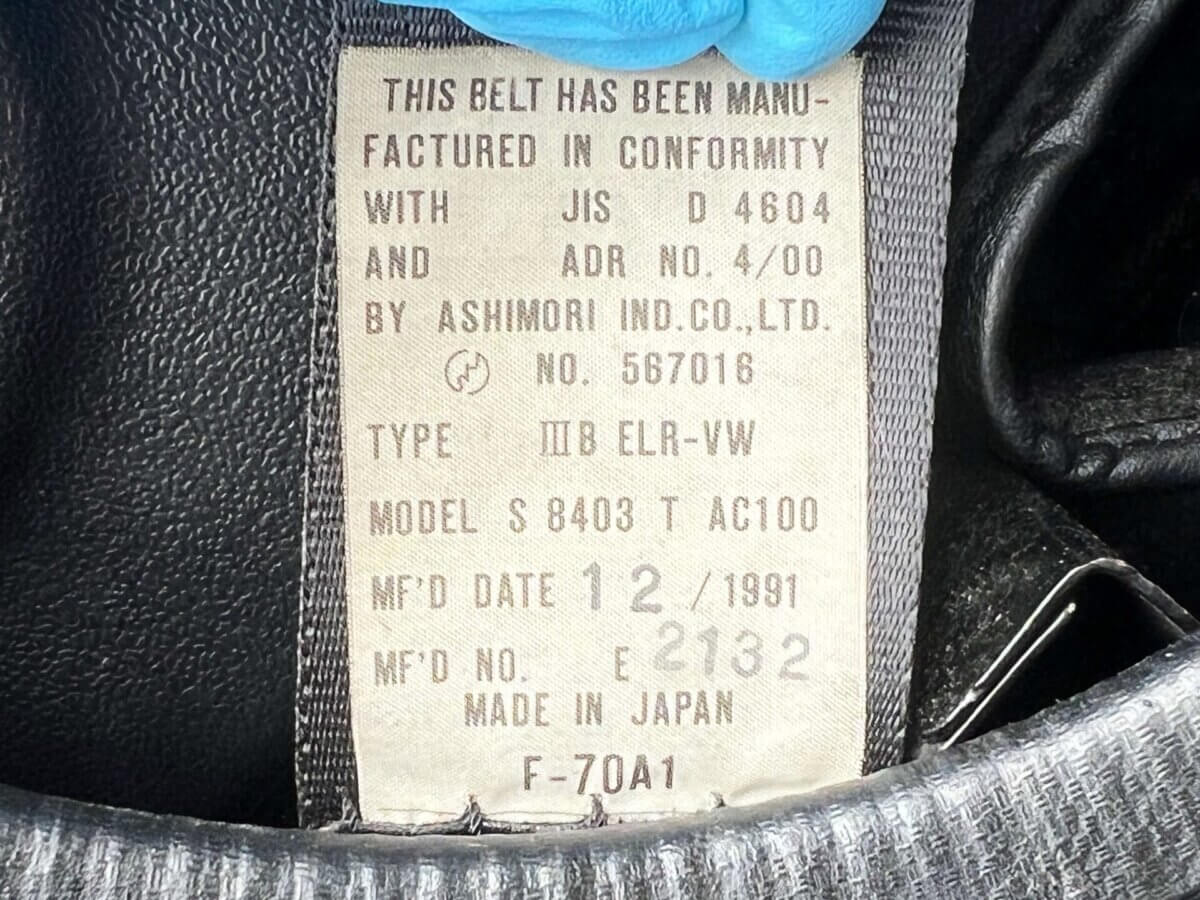 THIS BELT HAS BEEN MANU-
FACTURED IN CONFORMITY
WITH JIS D 4604
AND ADR NO. 4/00
BY ASHIMORI IND.CO.,LTD.
NO. 567016
TYPE ⅢB ELR-VW
MODEL S 8403 T AC100
MF'D DATE 12/1991
MF'D NO. E 2132
MADE IN JAPAN
F-70A1